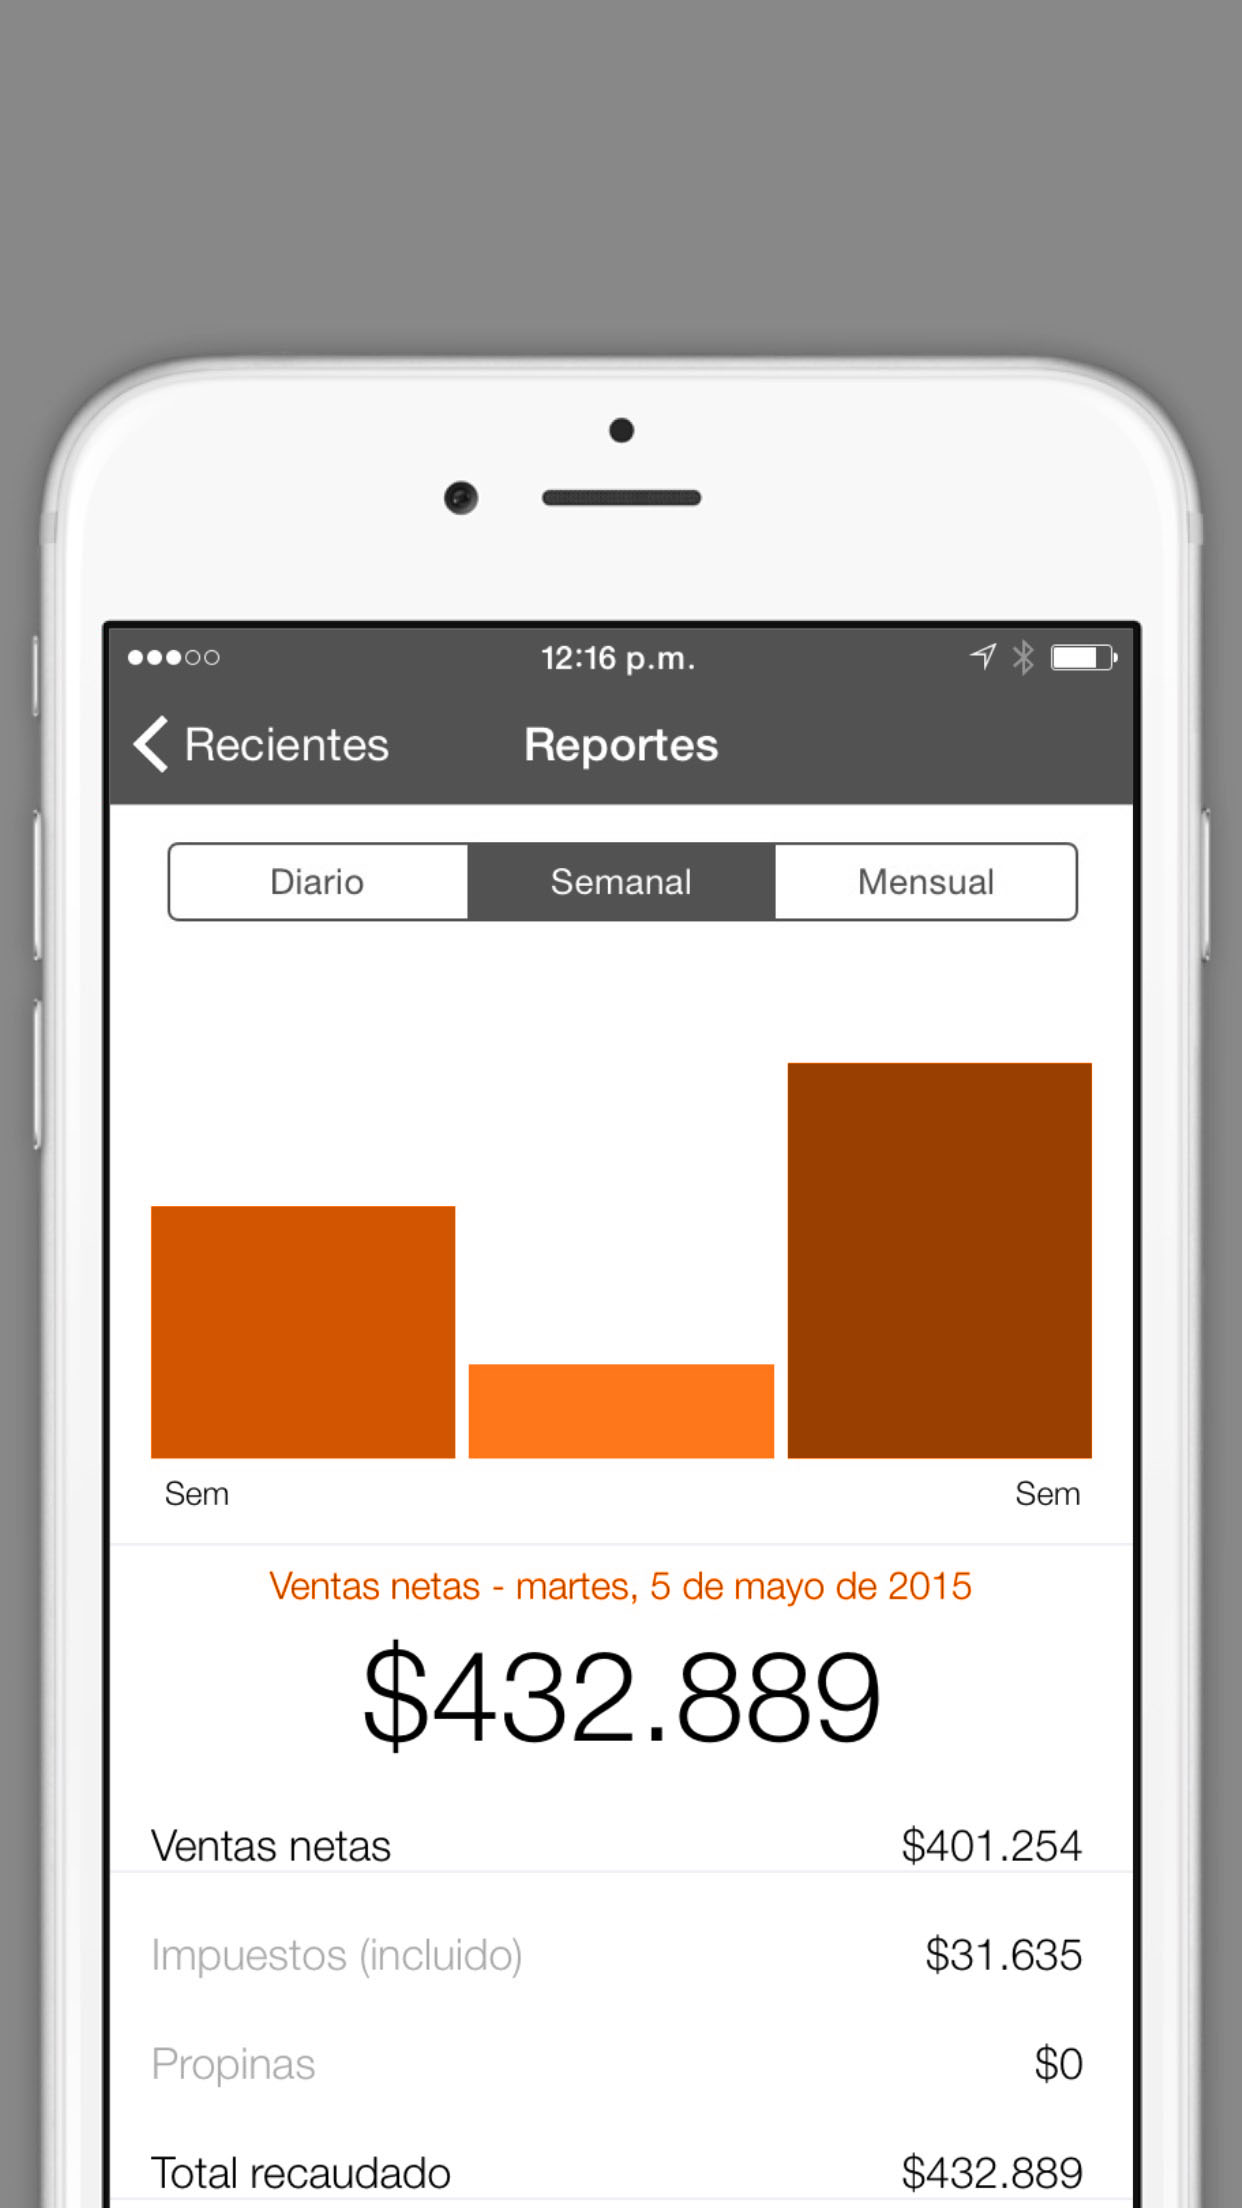 12:16 p.m.
Recientes
Reportes
Diario
Semanal
Mensual
Sem
Sem
Ventas netas - martes, 5 de mayo de 2015
$432.889
Ventas netas $401.254
Impuestos (incluido) $31.635
Propinas $0
Total recaudado $432.889